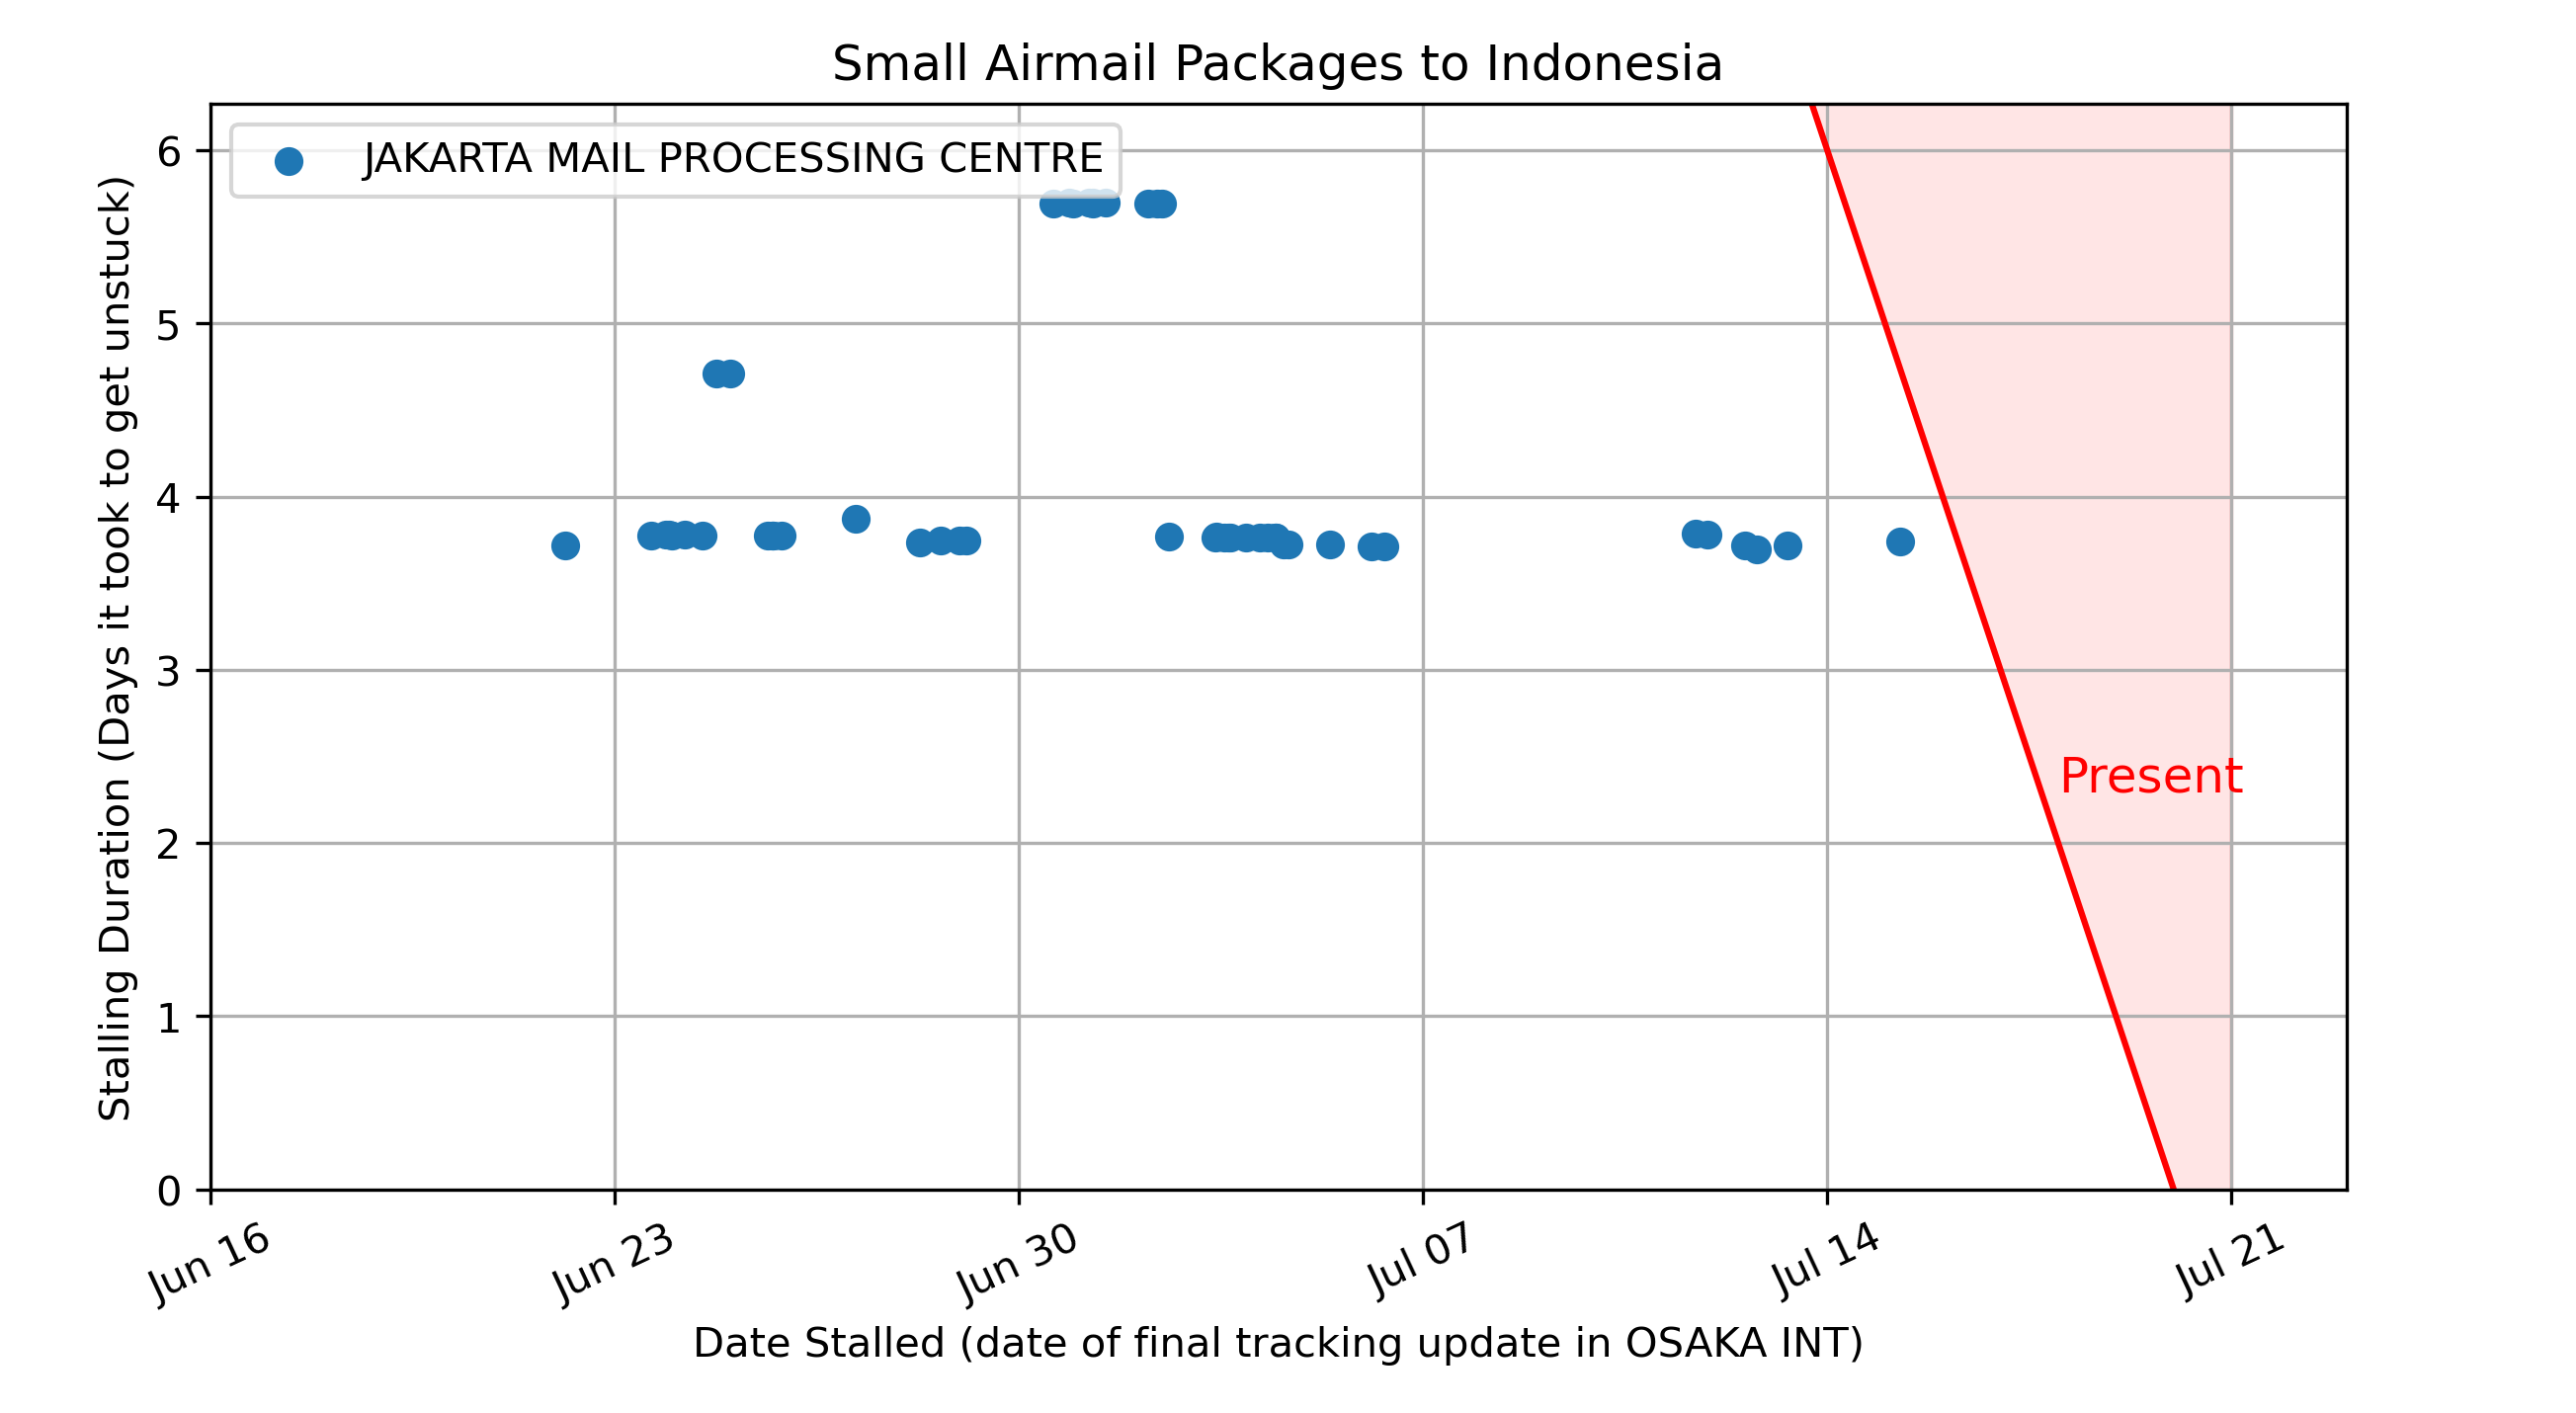 Small Airmail Packages to Indonesia
JAKARTA MAIL PROCESSING CENTRE
Stalling Duration (Days it took to get unstuck)
6
5
4
3
2
1
0
Present
Jun 16
Jun 23
Jun 30
Jul 07
Jul 14
Jul 21
Date Stalled (date of final tracking update in OSAKA INT)